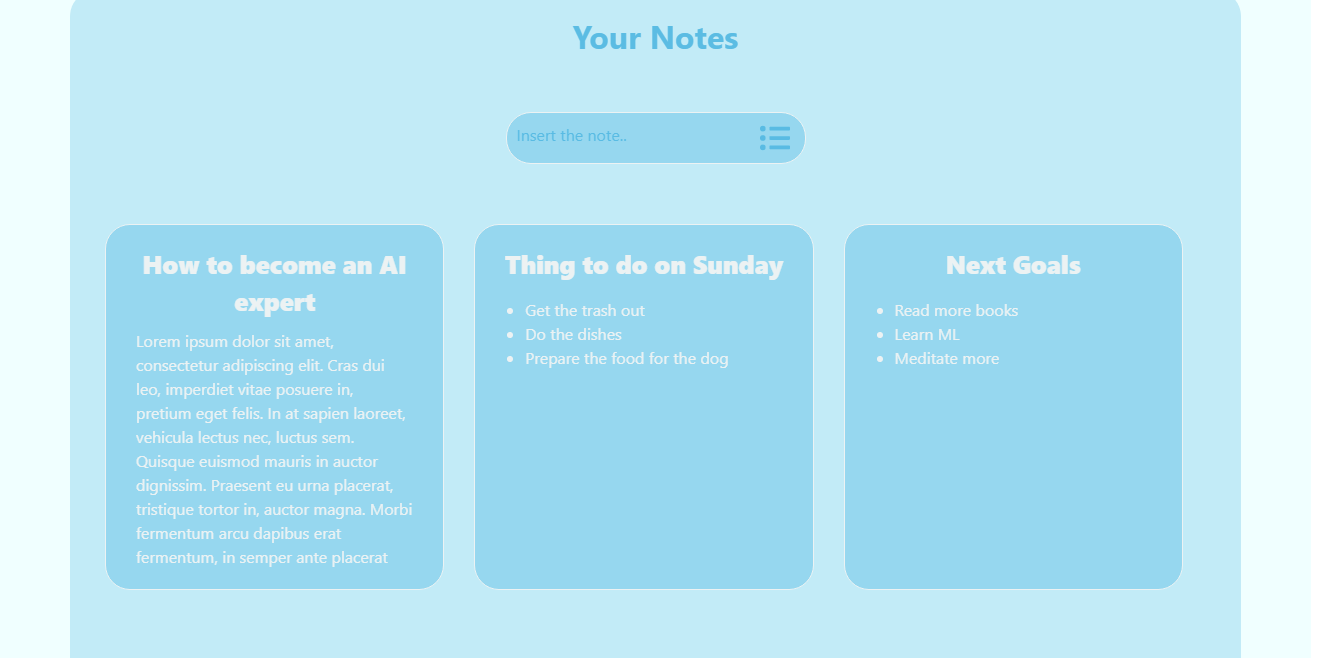 Your Notes
Insert the note..
How to become an AI
expert
Lorem ipsum dolor sit amet,
consectetur adipiscing elit. Cras dui
leo, imperdiet vitae posuere in,
pretium eget felis. In at sapien laoreet,
vehicula lectus nec, luctus sem.
Quisque euismod mauris in auctor
dignissim. Praesent eu urna placerat,
tristique tortor in, auctor magna. Morbi
fermentum arcu dapibus erat
fermentum, in semper ante placerat
Thing to do on Sunday
Get the trash out
Do the dishes
Prepare the food for the dog
Next Goals
Read more books
Learn ML
Meditate more